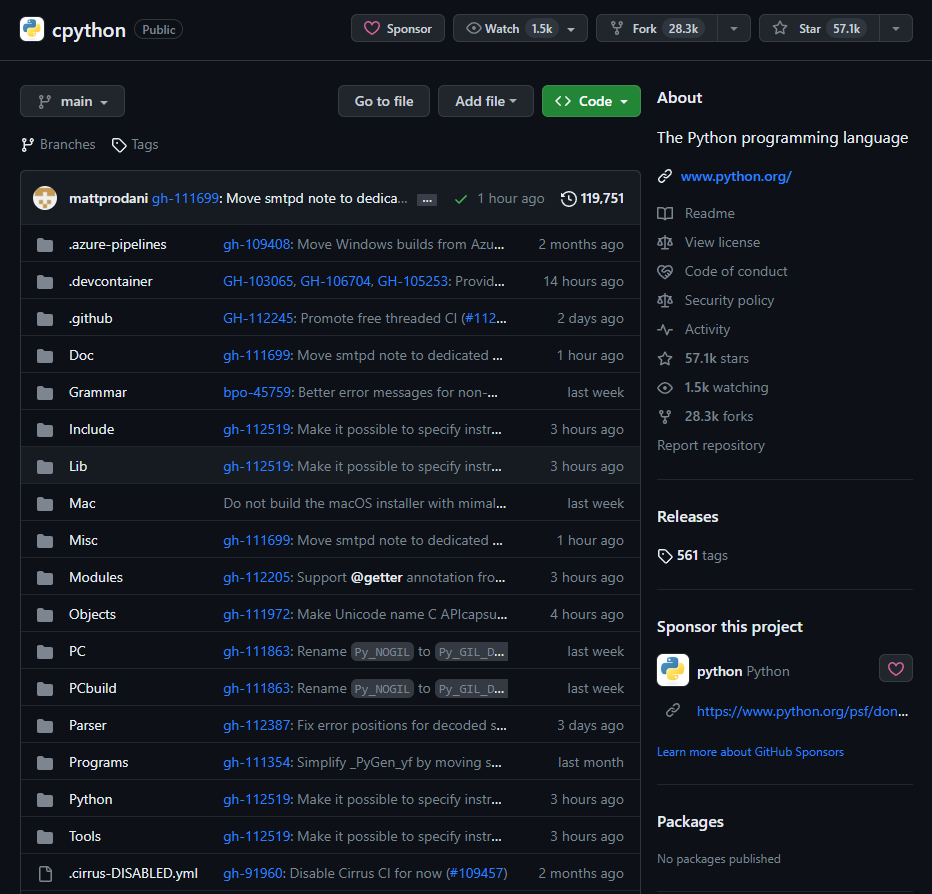 cpython Public Sponsor Watch 1.5k Fork 28.3k Star 57.1k
main Go to file Add file Code
Branches Tags
mattprodani gh-111699: Move smtpd note to dedica... ... 1 hour ago 119,751
.azure-pipelines gh-109408: Move Windows builds from Azu... 2 months ago
.devcontainer GH-103065, GH-106704, GH-105253: Provid... 14 hours ago
.github GH-112245: Promote free threaded CI (#112... 2 days ago
Doc gh-111699: Move smtpd note to dedicated ... 1 hour ago
Grammar bpo-45759: Better error messages for non-... last week
Include gh-112519: Make it possible to specify instr... 3 hours ago
Lib gh-112519: Make it possible to specify instr... 3 hours ago
Mac Do not build the macOS installer with mimal... last week
Misc gh-111699: Move smtpd note to dedicated ... 1 hour ago
Modules gh-112205: Support @getter annotation fro... 3 hours ago
Objects gh-111972: Make Unicode name C APIcapsu... 4 hours ago
PC gh-111863: Rename Py_NOGIL to Py_GIL_D... last week
PCbuild gh-111863: Rename Py_NOGIL to Py_GIL_D... last week
Parser gh-112387: Fix error positions for decoded s... 3 days ago
Programs gh-111354: Simplify _PyGen_yf by moving s... last month
Python gh-112519: Make it possible to specify instr... 3 hours ago
Tools gh-112519: Make it possible to specify instr... 3 hours ago
.cirrus-DISABLED.yml gh-91960: Disable Cirrus CI for now (#109457) 2 months ago
About
The Python programming language
www.python.org/
Readme
View license
Code of conduct
Security policy
Activity
57.1k stars
1.5k watching
28.3k forks
Report repository
Releases
561 tags
Sponsor this project
python Python
https://www.python.org/psf/don...
Learn more about GitHub Sponsors
Packages
No packages published